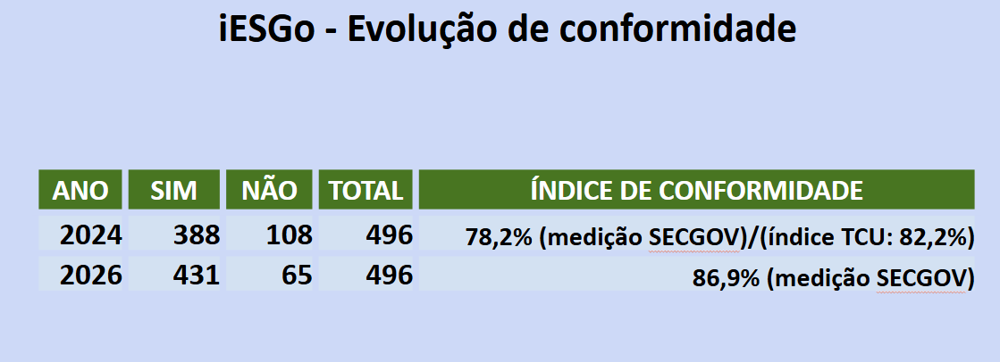 iESGo - Evolução de conformidade
ANO SIM NÃO TOTAL ÍNDICE DE CONFORMIDADE
2024 388 108 496 78,2% (medição SECGOV)/(índice TCU: 82,2%)
2026 431 65 496 86,9% (medição SECGOV)